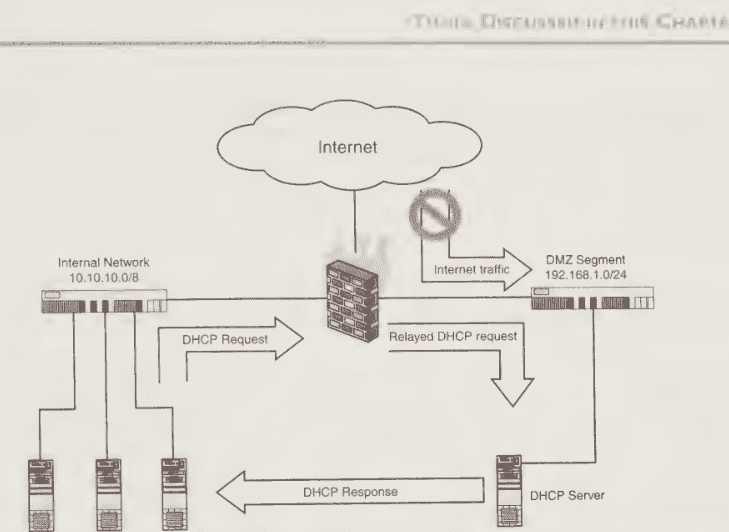 Internet
Internal Network
10.10.10.0/8
Internet traffic
DMZ Segment
192.168.1.0/24
DHCP Request
Relayed DHCP request
DHCP Response
DHCP Server